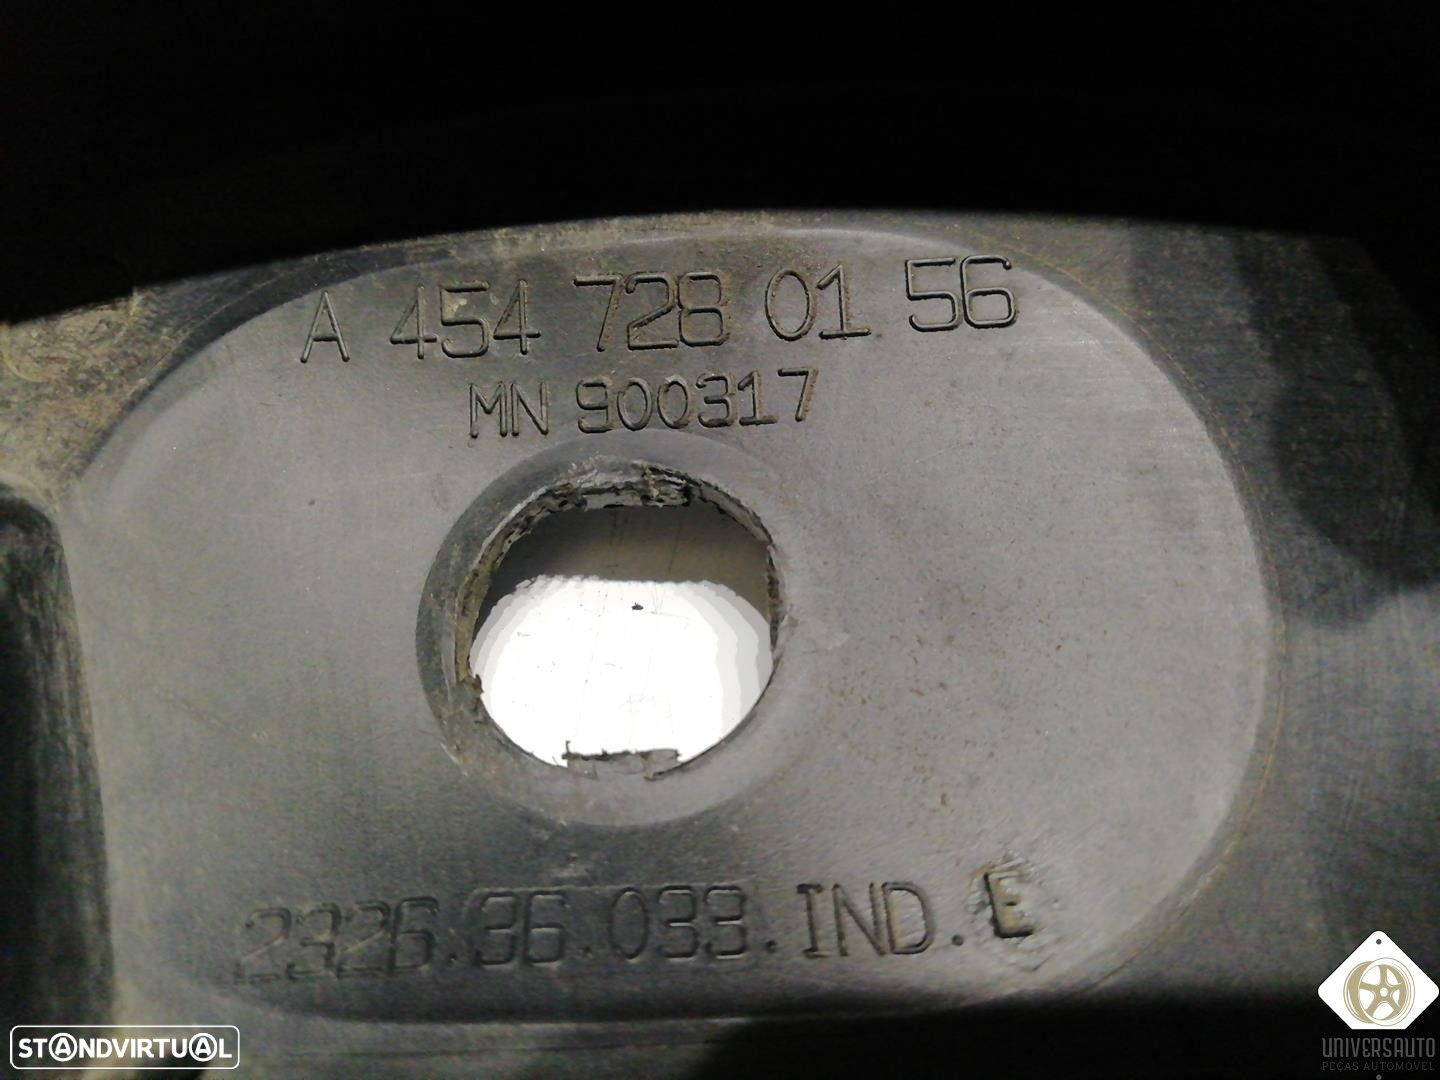 A 454 728 01 56
MN 900317
2326.36.033.IND.E
STANDVIRTUAL
UNIVERSAUTO
PEÇAS AUTOMÓVEL